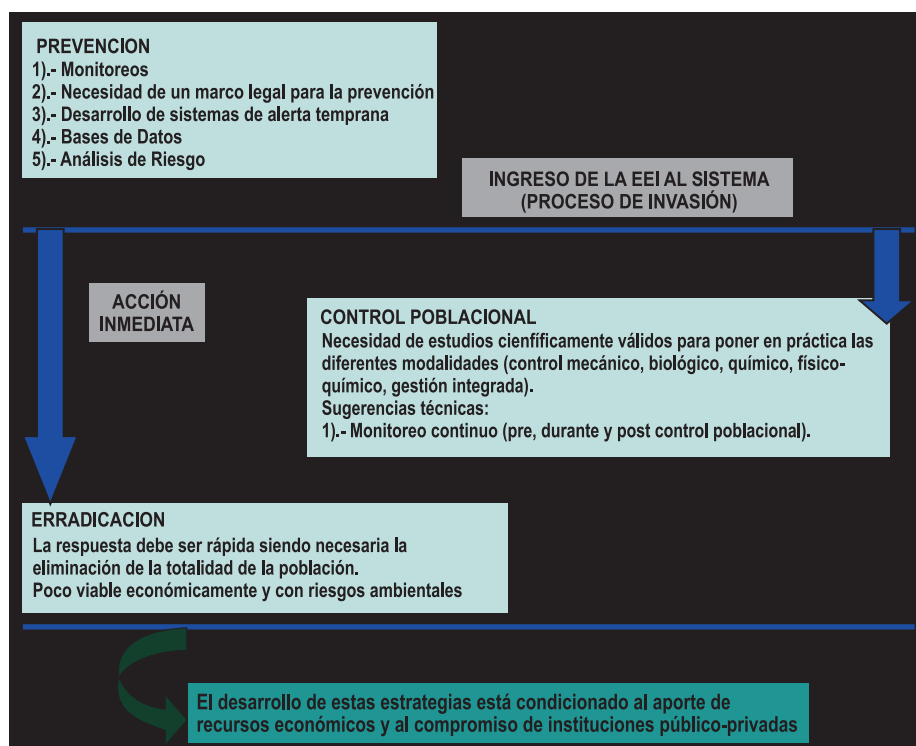 PREVENCION
1).- Monitoreos
2).- Necesidad de un marco legal para la prevención
3).- Desarrollo de sistemas de alerta temprana
4).- Bases de Datos
5).- Análisis de Riesgo
INGRESO DE LA EEI AL SISTEMA
(PROCESO DE INVASIÓN)
ACCIÓN
INMEDIATA
CONTROL POBLACIONAL
Necesidad de estudios cienfíficamente válidos para poner en práctica las
diferentes modalidades (control mecánico, biológico, químico, físico-
químico, gestión integrada).
Sugerencias técnicas:
1).- Monitoreo continuo (pre, durante y post control poblacional).
ERRADICACION
La respuesta debe ser rápida siendo necesaria la
eliminación de la totalidad de la población.
Poco viable económicamente y con riesgos ambientales
El desarrollo de estas estrategias está condicionado al aporte de
recursos económicos y al compromiso de instituciones público-privadas